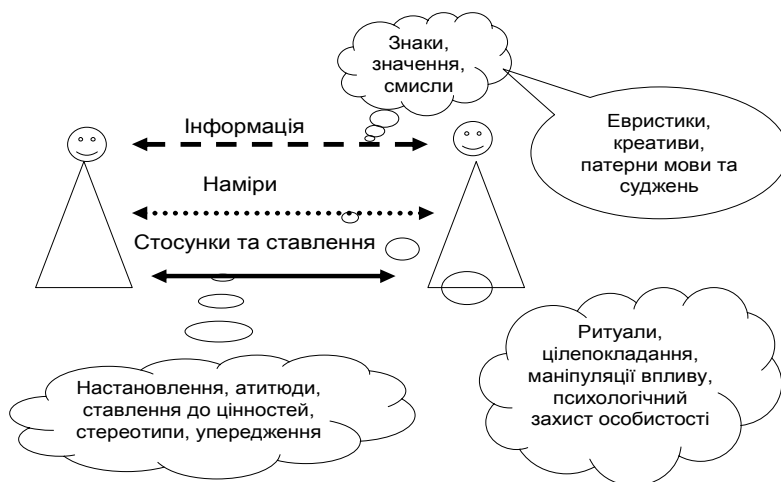 Знаки,
значення,
смисли
Інформація
Евристики,
креативи,
патерни мови та
суджень
Наміри
Стосунки та ставлення
Настановлення, атитюди,
ставлення до цінностей,
стереотипи, упередження
Ритуали,
цілепокладання,
маніпуляції впливу,
психологічний
захист особистості